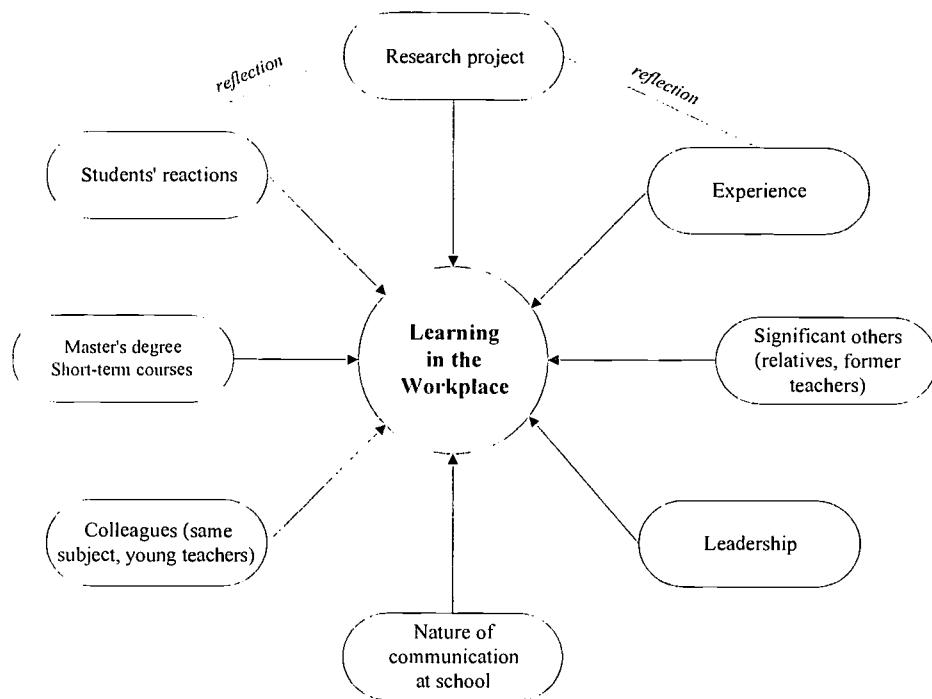 Research project
reflection
reflection
Students' reactions
Experience
Learning
in the
Workplace
Master's degree
Short-term courses
Significant others
(relatives, former
teachers)
Colleagues (same
subject, young teachers)
Leadership
Nature of
communication
at school